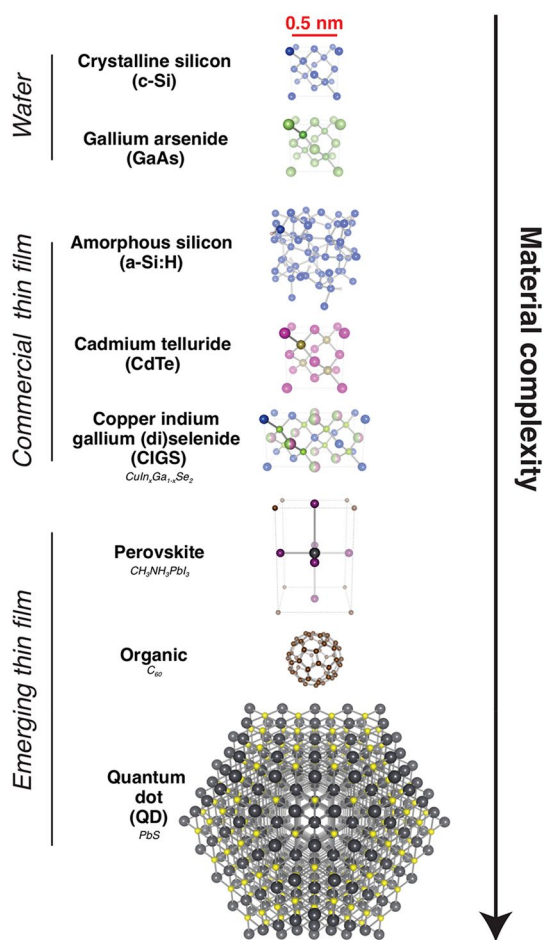 0.5 nm
Wafer
Crystalline silicon
(c-Si)
Gallium arsenide
(GaAs)
Commercial thin film
Amorphous silicon
(a-Si:H)
Cadmium telluride
(CdTe)
Copper indium
gallium (di)selenide
(CIGS)
CuInₓGa₁₋ₓSe₂
Emerging thin film
Perovskite
CH₃NH₃PbI₃
Organic
C₆₀
Quantum
dot
(QD)
PbS
Material complexity